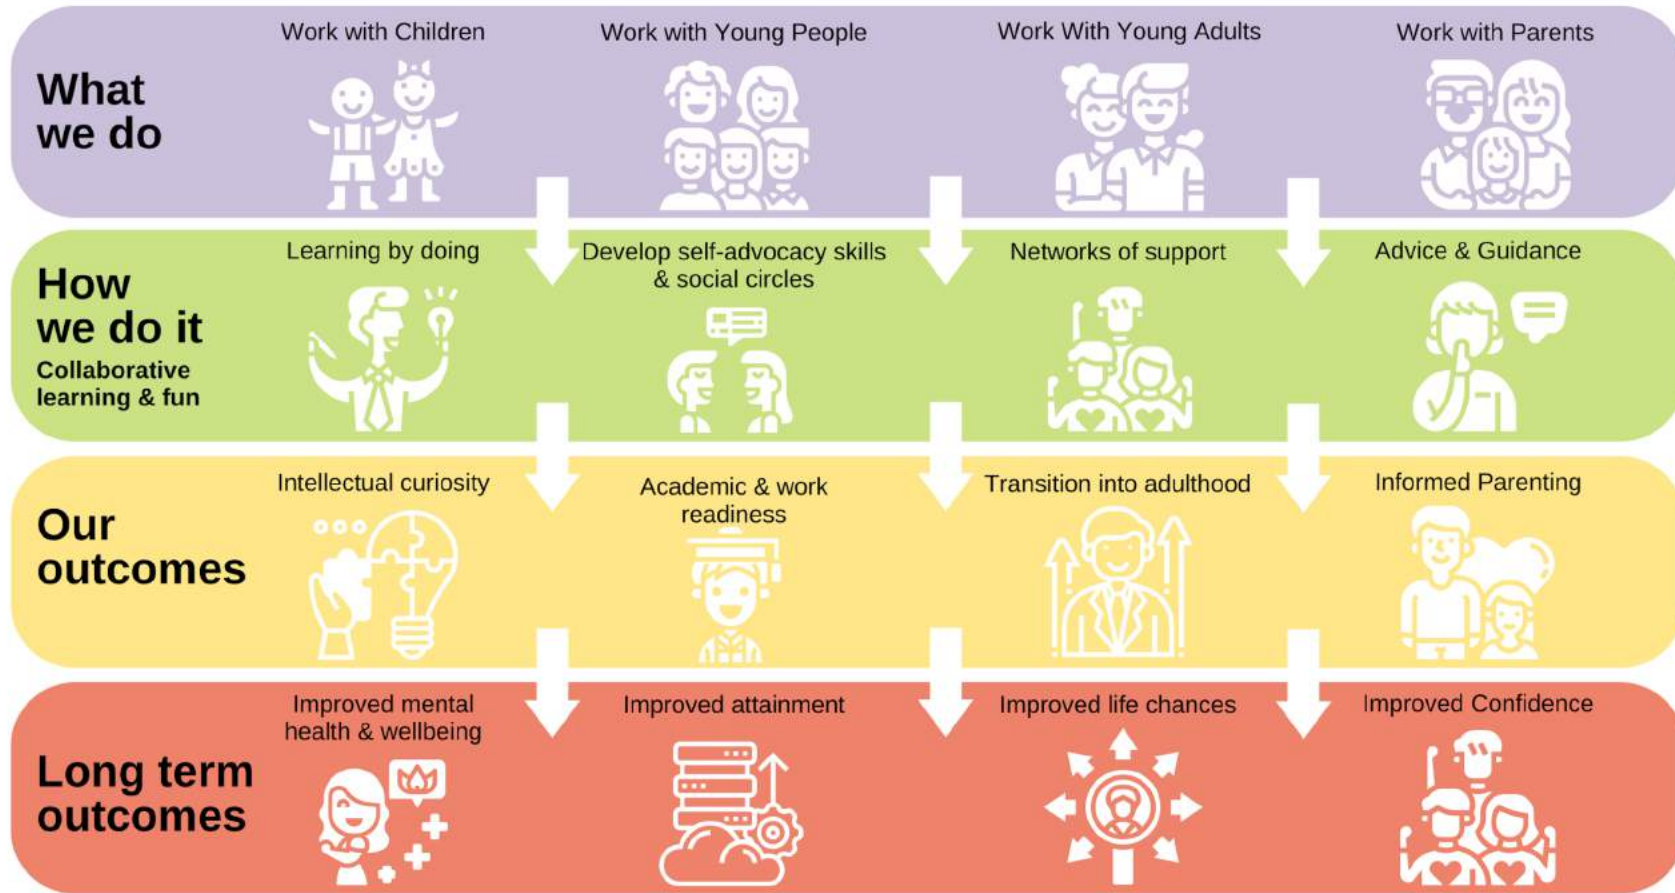 What
we do
Work with Children
Work with Young People
Work With Young Adults
Work with Parents
How
we do it
Collaborative
learning & fun
Learning by doing
Develop self-advocacy skills
& social circles
Networks of support
Advice & Guidance
Our
outcomes
Intellectual curiosity
Academic & work
readiness
Transition into adulthood
Informed Parenting
Long term
outcomes
Improved mental
health & wellbeing
Improved attainment
Improved life chances
Improved Confidence